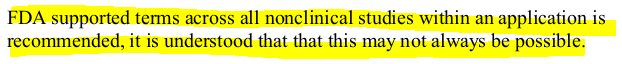 FDA supported terms across all nonclinical studies within an application is
recommended, it is understood that that this may not always be possible.